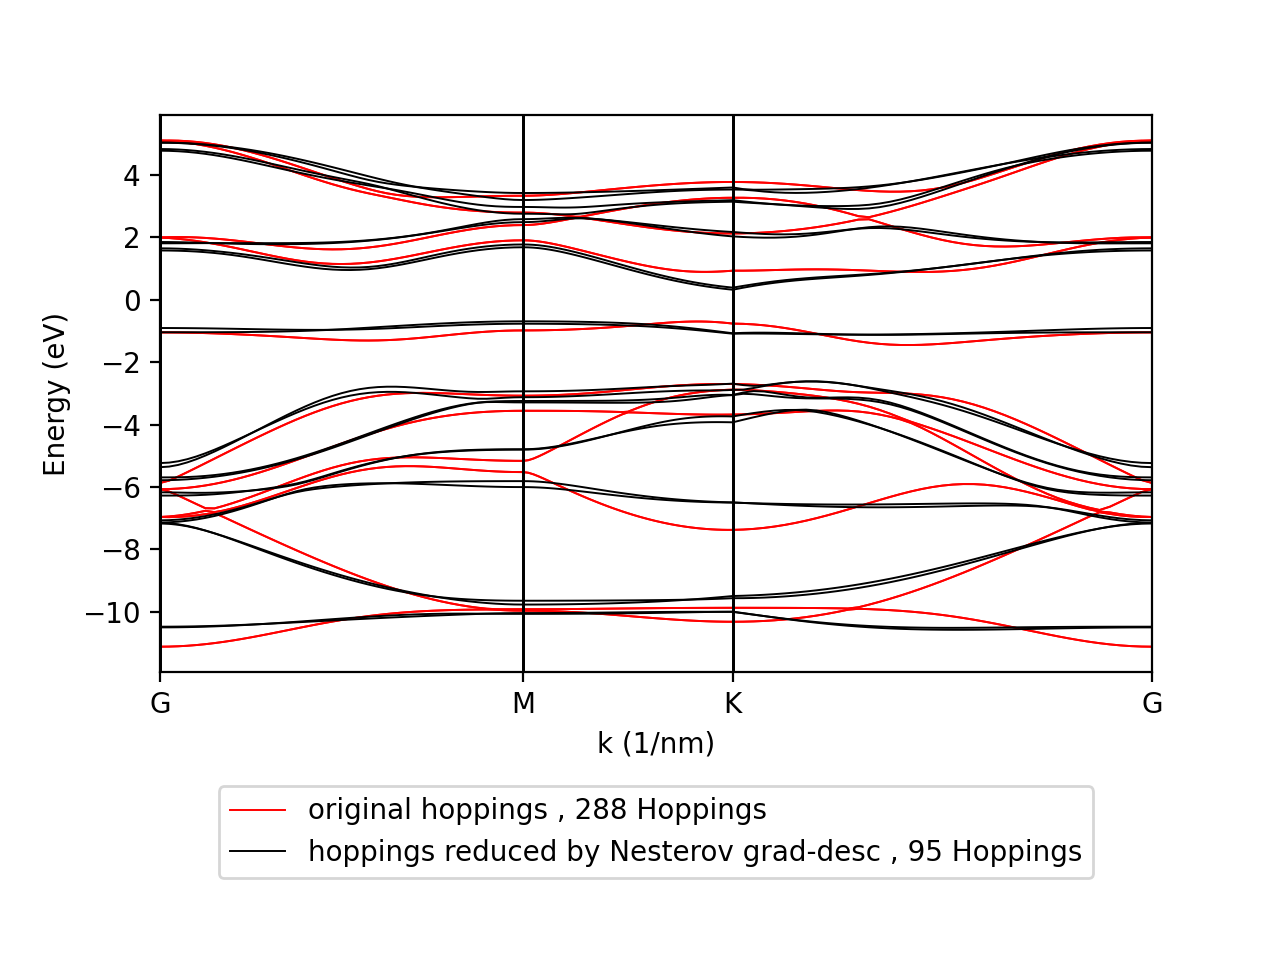 4
2
0
−2
−4
−6
−8
−10
Energy (eV)
G M K G
k (1/nm)
original hoppings , 288 Hoppings
hoppings reduced by Nesterov grad-desc , 95 Hoppings